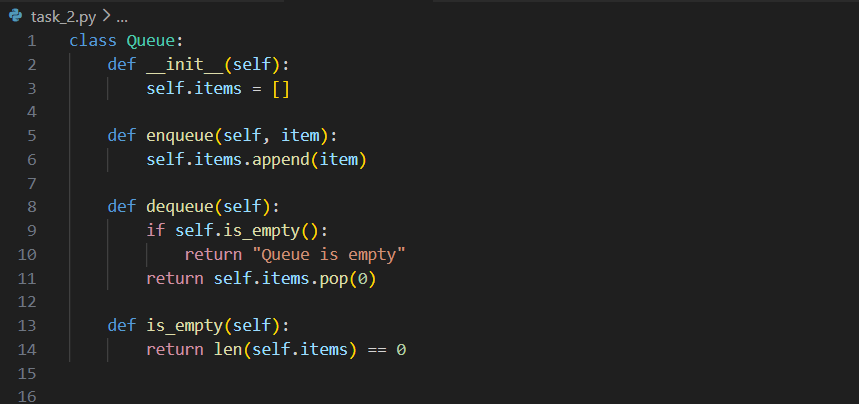 task_2.py > ...
1 class Queue:
2     def __init__(self):
3         self.items = []
4
5     def enqueue(self, item):
6         self.items.append(item)
7
8     def dequeue(self):
9         if self.is_empty():
10             return "Queue is empty"
11         return self.items.pop(0)
12
13     def is_empty(self):
14         return len(self.items) == 0
15
16